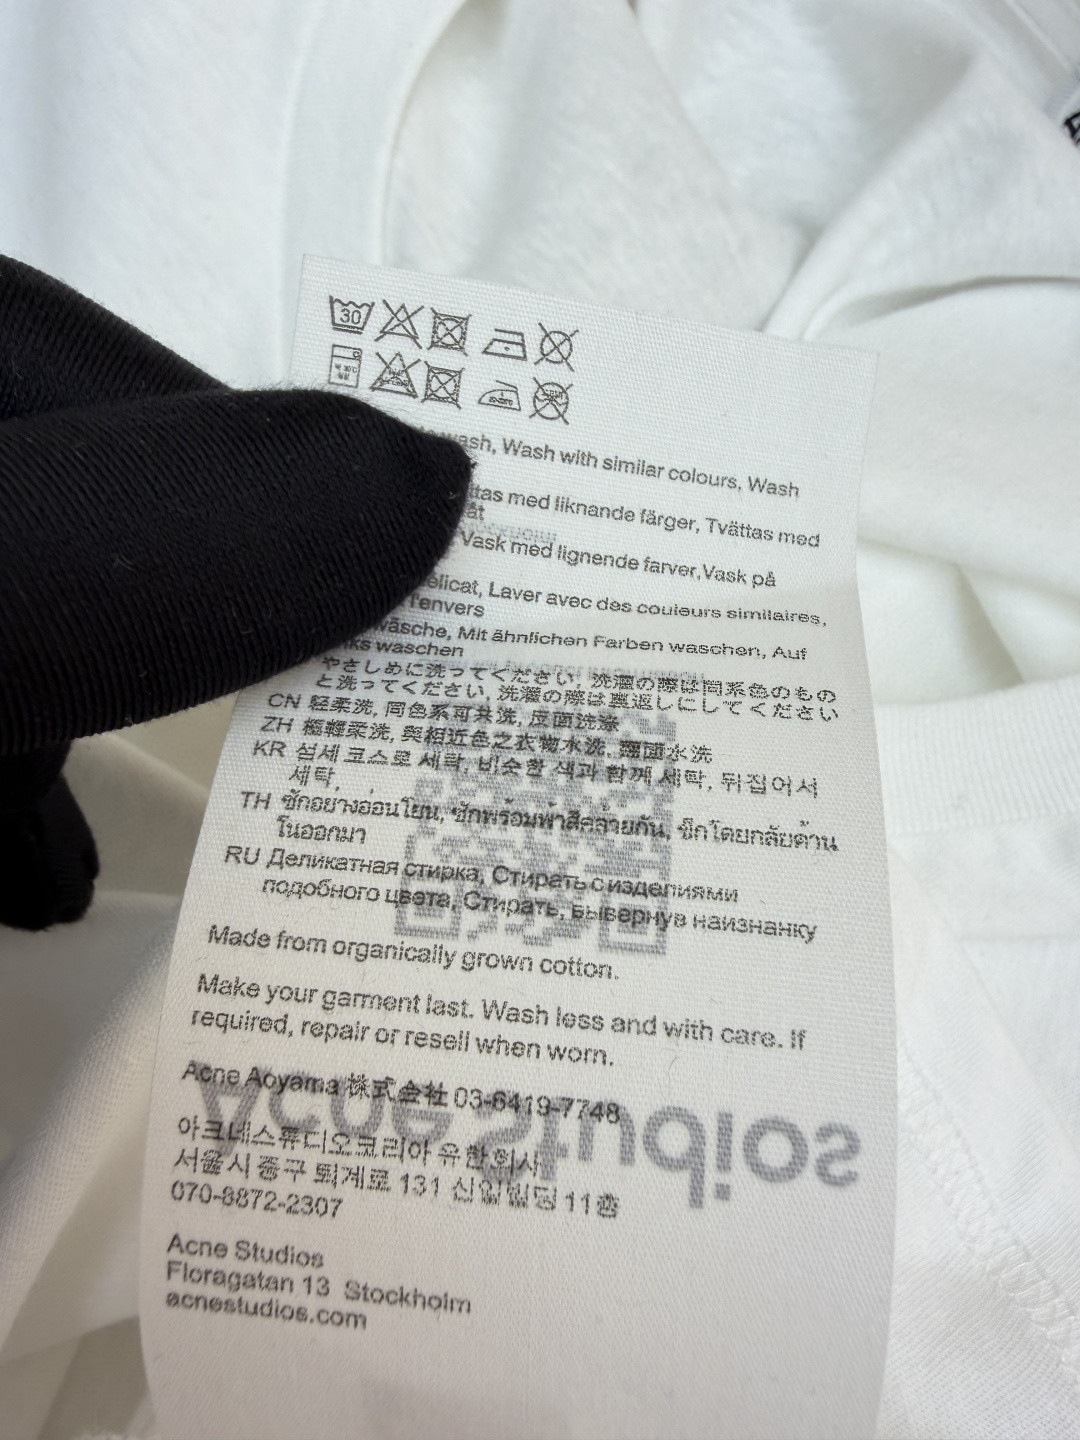 30
wash, Wash with similar colours, Wash
ttas med liknande färger, Tvättas med
åt
Vask med lignende farver,Vask på
élicat, Laver avec des couleurs similaires,
l'envers
wäsche, Mit ähnlichen Farben waschen, Auf
nks waschen
やさしめに洗ってください, 洗濯の際は同系色のもの
と洗ってください, 洗濯の際は裏返しにしてください
CN 轻柔洗, 同色系可共洗, 反面洗涤
ZH 極輕柔洗, 與相近色之衣物水洗, 翻面水洗
KR 섬세 코스로 세탁, 비슷한 색과 함께 세탁, 뒤집어서
세탁,
TH ซักอย่างอ่อนโยน, ซักพร้อมผ้าสีคล้ายกัน, ซักโดยกลับด้าน
ในออกมา
RU Деликатная стирка, Стирать с изделиями
подобного цвета, Стирать, вывернув наизнанку
Made from organically grown cotton.
Make your garment last. Wash less and with care. If
required, repair or resell when worn.
Acne Aoyama 株式会社 03-6419-7748
아크네스튜디오코리아 유한회사
서울시 중구 퇴계로 131 신일빌딩 11층
070-8872-2307
Acne Studios
Floragatan 13 Stockholm
acnestudios.com
Acne Studios